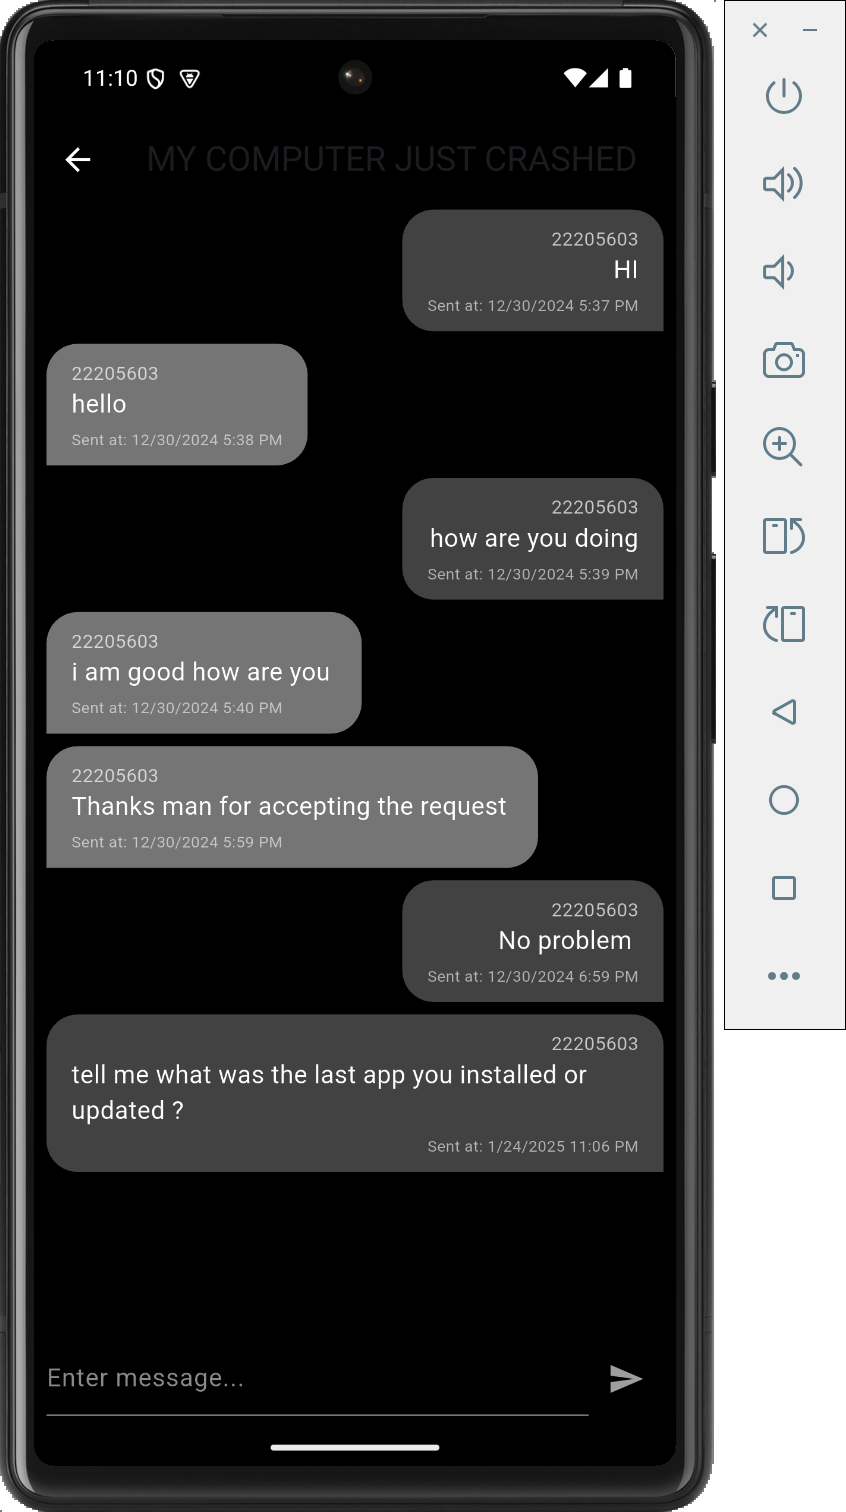 11:10
MY COMPUTER JUST CRASHED
22205603
HI
Sent at: 12/30/2024 5:37 PM
22205603
hello
Sent at: 12/30/2024 5:38 PM
22205603
how are you doing
Sent at: 12/30/2024 5:39 PM
22205603
i am good how are you
Sent at: 12/30/2024 5:40 PM
22205603
Thanks man for accepting the request
Sent at: 12/30/2024 5:59 PM
22205603
No problem
Sent at: 12/30/2024 6:59 PM
22205603
tell me what was the last app you installed or
updated ?
Sent at: 1/24/2025 11:06 PM
Enter message...